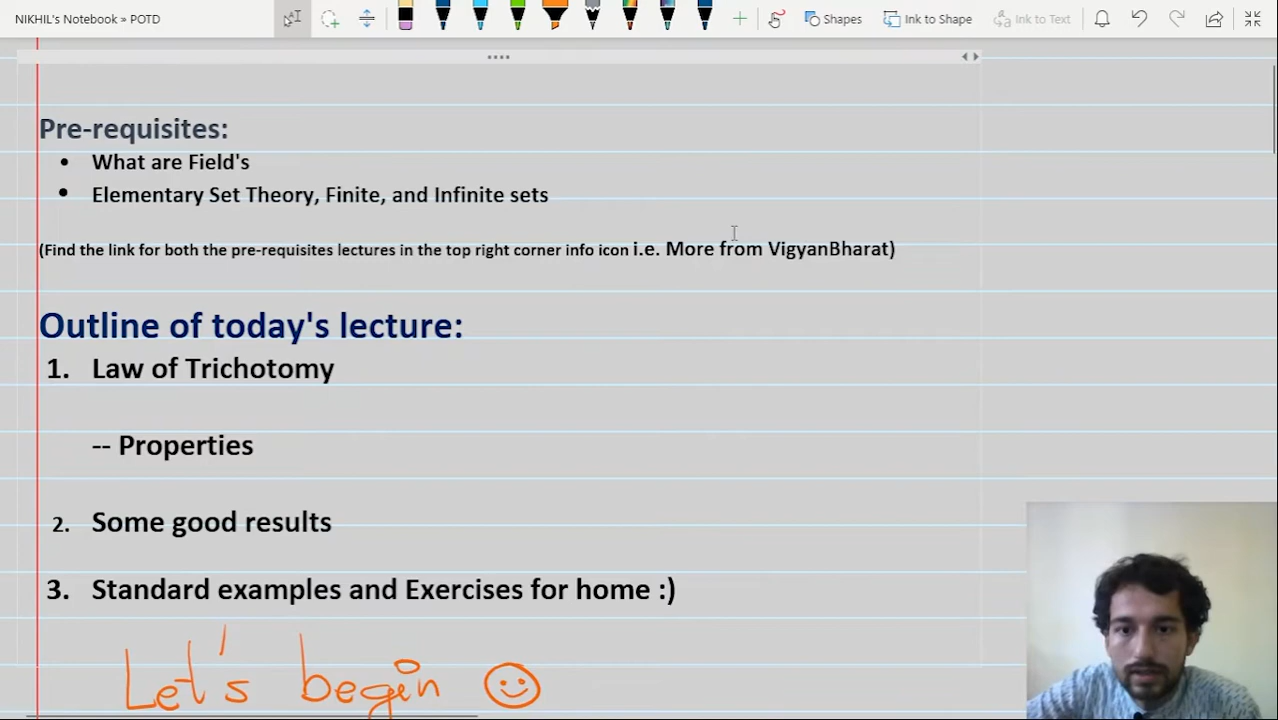 NIKHIL's Notebook » POTD
Shapes
Ink to Shape
Ink to Text
Pre-requisites:
• What are Field's
• Elementary Set Theory, Finite, and Infinite sets
(Find the link for both the pre-requisites lectures in the top right corner info icon i.e. More from VigyanBharat)
Outline of today's lecture:
1. Law of Trichotomy
-- Properties
2. Some good results
3. Standard examples and Exercises for home :)
Let's begin